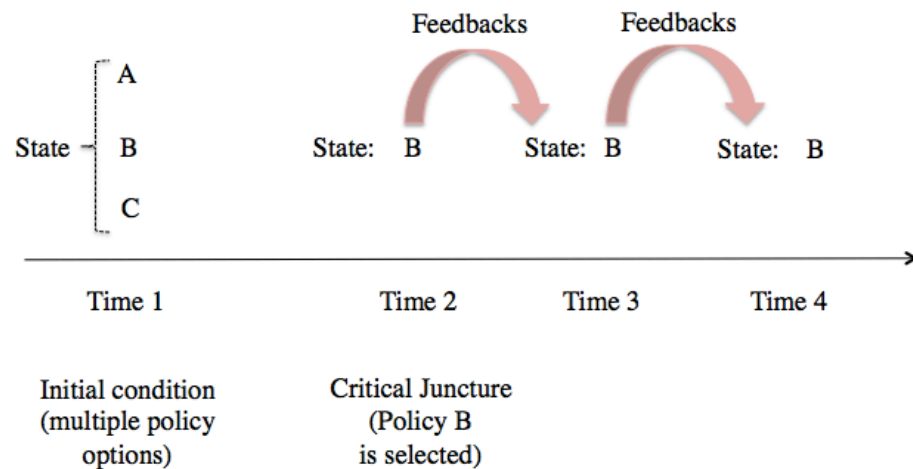 Feedbacks
Feedbacks
A
State
B
State: B
State: B
State: B
C
Time 1
Time 2
Time 3
Time 4
Initial condition
(multiple policy
options)
Critical Juncture
(Policy B
is selected)